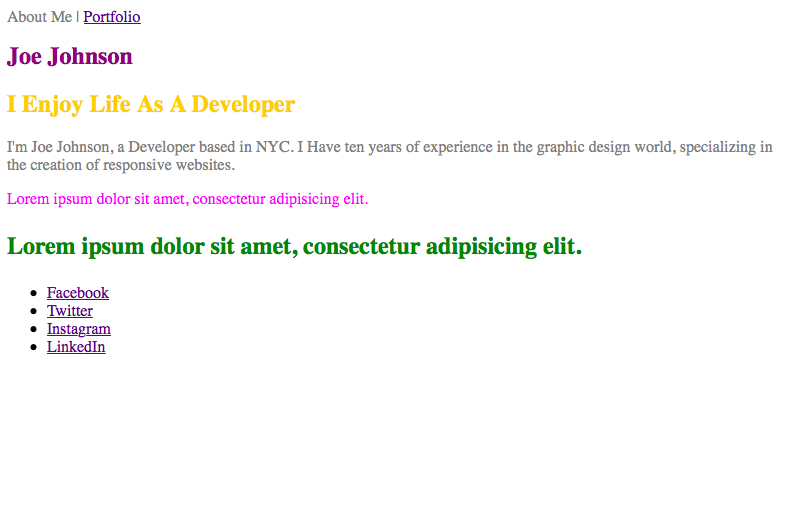 About Me | Portfolio
Joe Johnson
I Enjoy Life As A Developer
I'm Joe Johnson, a Developer based in NYC. I Have ten years of experience in the graphic design world, specializing in
the creation of responsive websites.
Lorem ipsum dolor sit amet, consectetur adipisicing elit.
Lorem ipsum dolor sit amet, consectetur adipisicing elit.
• Facebook
• Twitter
• Instagram
• LinkedIn